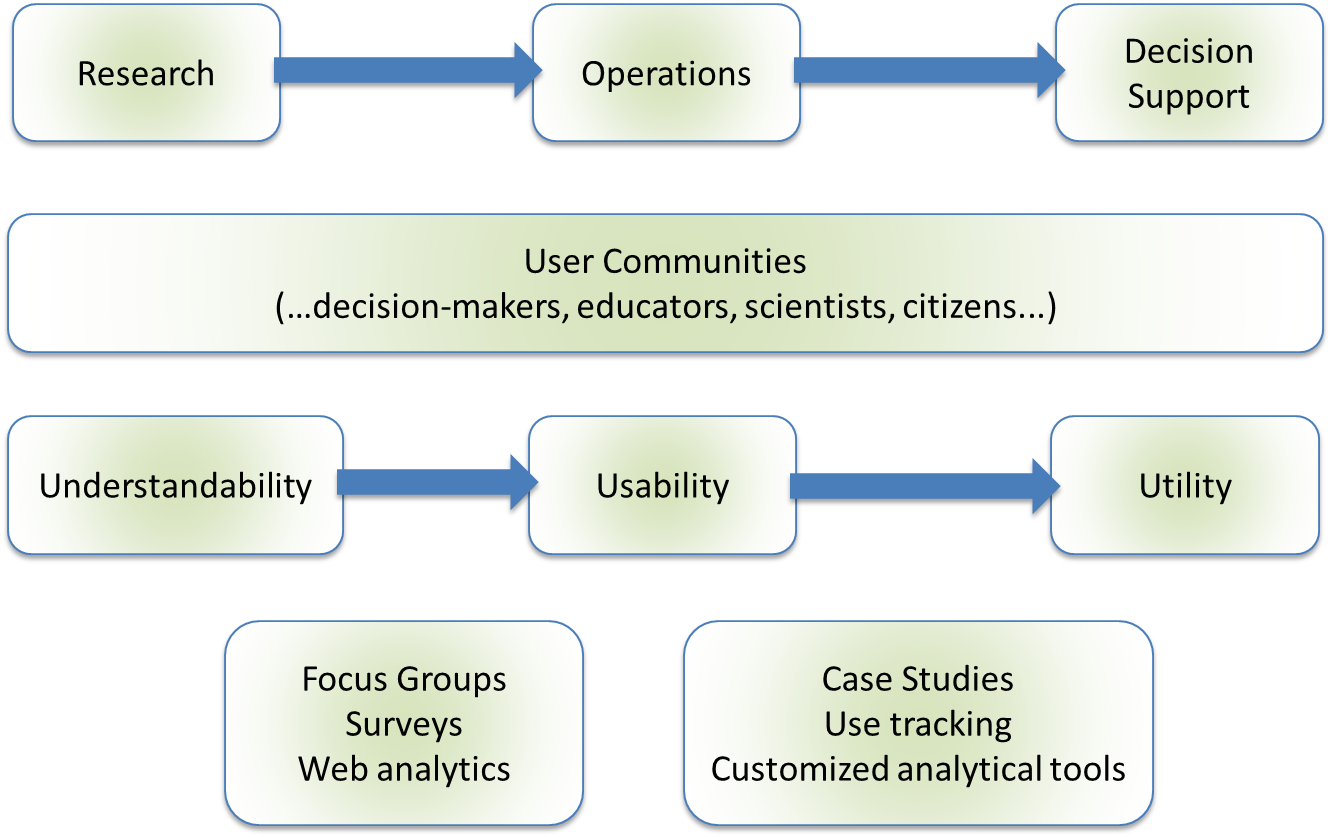 Research
Operations
Decision
Support
User Communities
(...decision-makers, educators, scientists, citizens...)
Understandability
Usability
Utility
Focus Groups
Surveys
Web analytics
Case Studies
Use tracking
Customized analytical tools